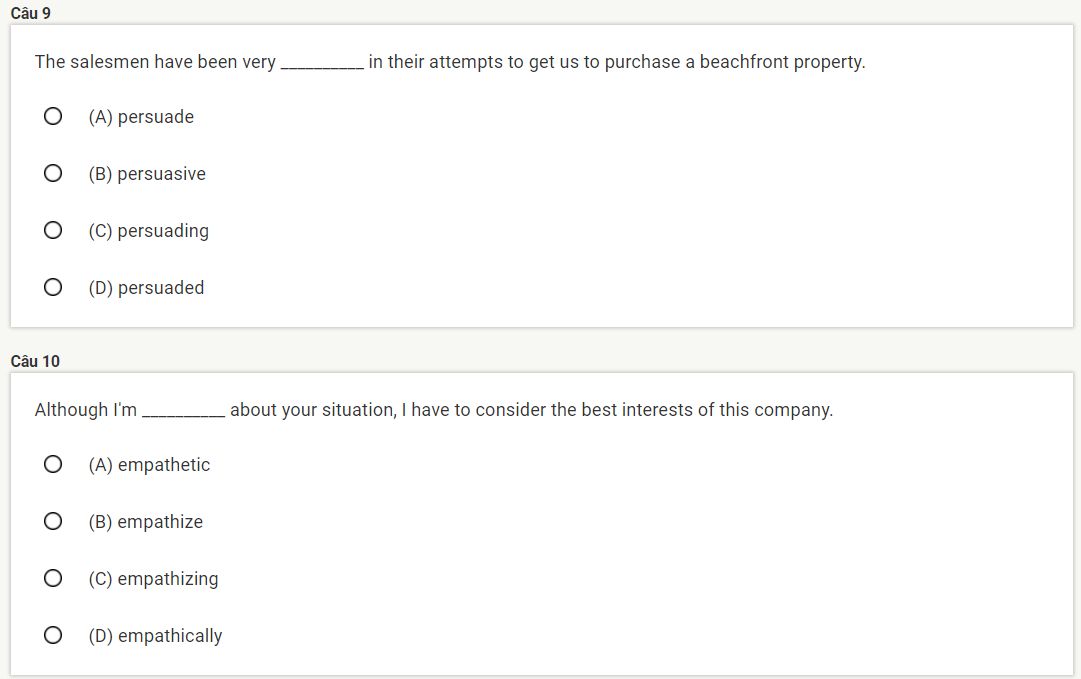 Câu 9
The salesmen have been very __________ in their attempts to get us to purchase a beachfront property.
(A) persuade
(B) persuasive
(C) persuading
(D) persuaded
Câu 10
Although I'm __________ about your situation, I have to consider the best interests of this company.
(A) empathetic
(B) empathize
(C) empathizing
(D) empathically